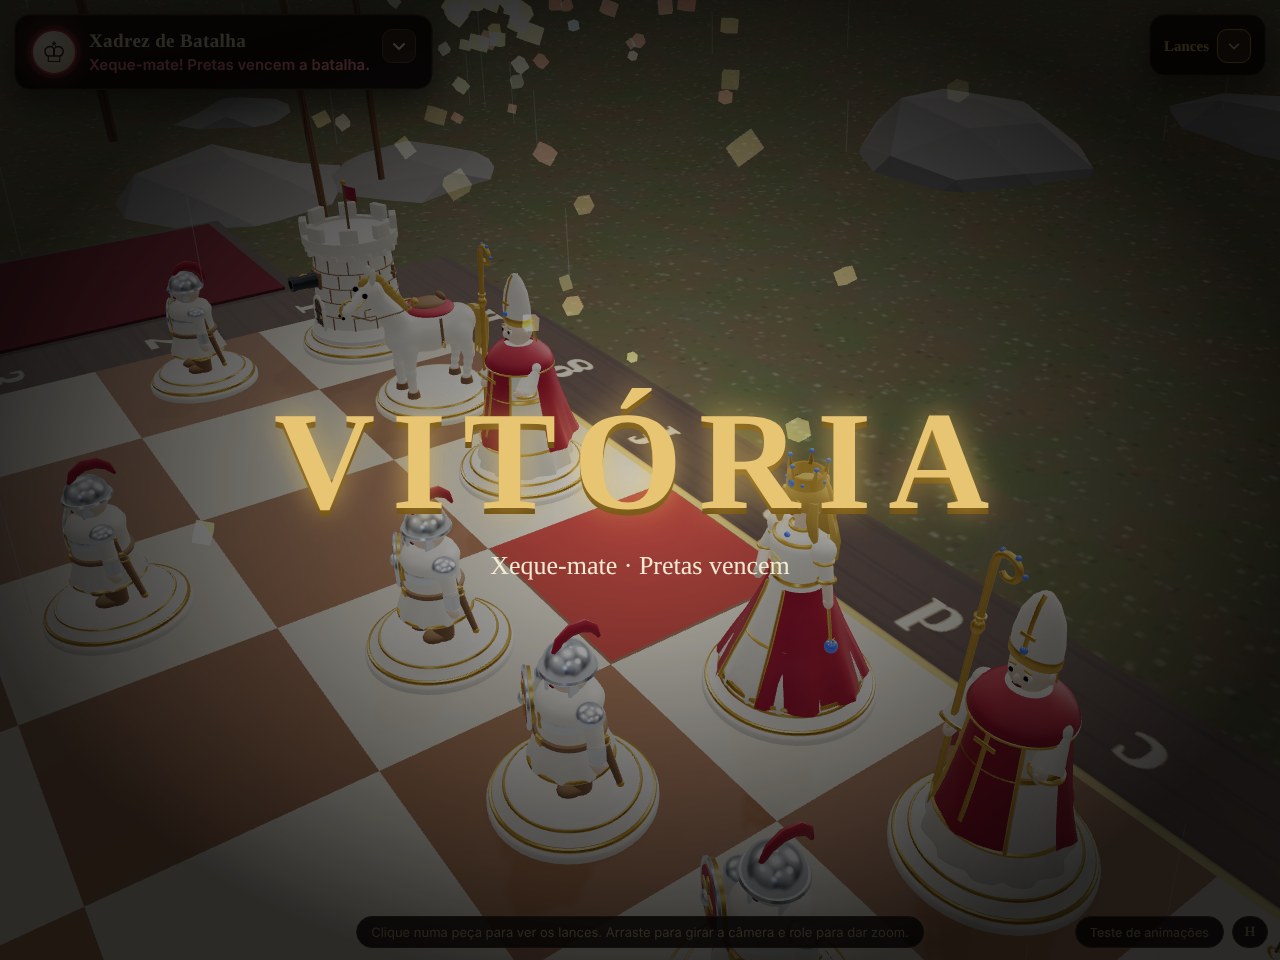 Xadrez de Batalha
Xeque-mate! Pretas vencem a batalha.
Lances
VITÓRIA
Xeque-mate · Pretas vencem
d
c
Clique numa peça para ver os lances. Arraste para girar a câmera e role para dar zoom.
Teste de animações
H